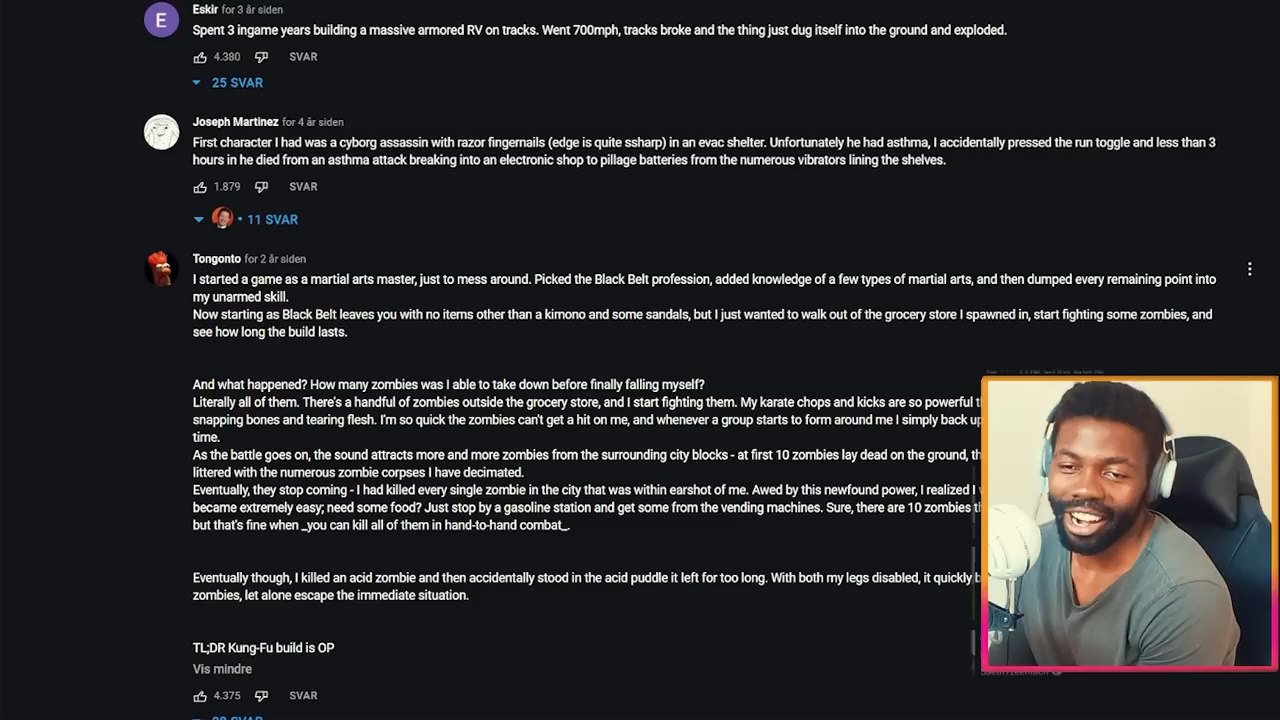 E
Eskir for 3 år siden
Spent 3 ingame years building a massive armored RV on tracks. Went 700mph, tracks broke and the thing just dug itself into the ground and exploded.
4.380 SVAR
25 SVAR
Joseph Martinez for 4 år siden
First character I had was a cyborg assassin with razor fingernails (edge is quite ssharp) in an evac shelter. Unfortunately he had asthma, I accidentally pressed the run toggle and less than 3
hours in he died from an asthma attack breaking into an electronic shop to pillage batteries from the numerous vibrators lining the shelves.
1.879 SVAR
• 11 SVAR
Tongonto for 2 år siden
I started a game as a martial arts master, just to mess around. Picked the Black Belt profession, added knowledge of a few types of martial arts, and then dumped every remaining point into
my unarmed skill.
Now starting as Black Belt leaves you with no items other than a kimono and some sandals, but I just wanted to walk out of the grocery store I spawned in, start fighting some zombies, and
see how long the build lasts.
And what happened? How many zombies was I able to take down before finally falling myself?
Literally all of them. There's a handful of zombies outside the grocery store, and I start fighting them. My karate chops and kicks are so powerful
snapping bones and tearing flesh. I'm so quick the zombies can't get a hit on me, and whenever a group starts to form around me I simply back up
time.
As the battle goes on, the sound attracts more and more zombies from the surrounding city blocks - at first 10 zombies lay dead on the ground,
littered with the numerous zombie corpses I have decimated.
Eventually, they stop coming - I had killed every single zombie in the city that was within earshot of me. Awed by this newfound power, I realized I
became extremely easy; need some food? Just stop by a gasoline station and get some from the vending machines. Sure, there are 10 zombies
but that's fine when _you can kill all of them in hand-to-hand combat_.
Eventually though, I killed an acid zombie and then accidentally stood in the acid puddle it left for too long. With both my legs disabled, it quickly
zombies, let alone escape the immediate situation.
TL;DR Kung-Fu build is OP
Vis mindre
4.375 SVAR